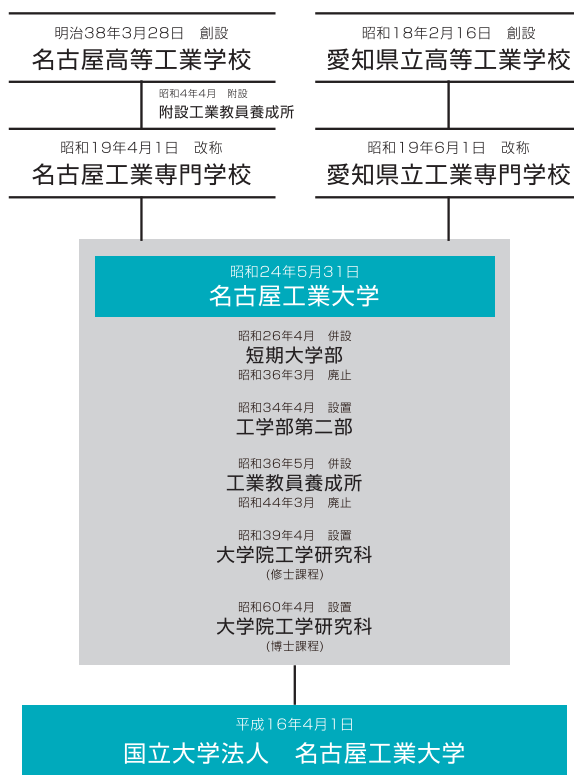 明治38年3月28日　創設
名古屋高等工業学校
昭和4年4月　附設
附設工業教員養成所
昭和19年4月1日　改称
名古屋工業専門学校
昭和18年2月16日　創設
愛知県立高等工業学校
昭和19年6月1日　改称
愛知県立工業専門学校
昭和24年5月31日
名古屋工業大学
昭和26年4月　併設
短期大学部
昭和36年3月　廃止
昭和34年4月　設置
工学部第二部
昭和36年5月　併設
工業教員養成所
昭和44年3月　廃止
昭和39年4月　設置
大学院工学研究科
(修士課程)
昭和60年4月　設置
大学院工学研究科
(博士課程)
平成16年4月1日
国立大学法人　名古屋工業大学